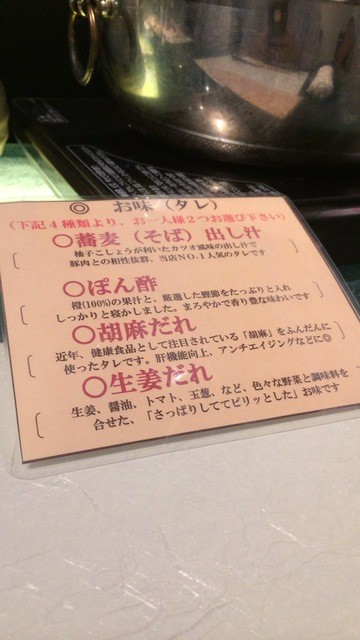 ◎ お味（タレ）
（下記4種類より、お一人様2つお選び下さい）
〇蕎麦（そば）出し汁
柚子こしょうが利いたカツオ風味の出し汁で
豚肉との相性抜群、当店NO.1人気のタレです
〇ぽん酢
橙(100%)の果汁と、厳選した鰹節をたっぷりと入れ
しっかりと寝かしました。まろやかで香り豊な味わいです
〇胡麻だれ
近年、健康食品として注目されている「胡麻」をふんだんに
使ったタレです。肝機能向上、アンチエイジングなどに◎
〇生姜だれ
生姜、醤油、トマト、玉葱、など、色々な野菜と調味料を
合せた、「さっぱりしててピリッとした」お味です